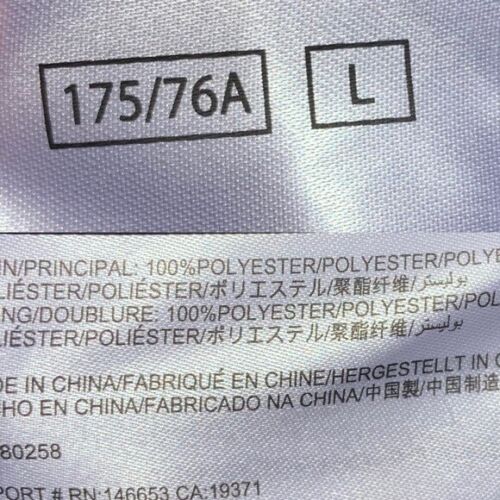 175/76A L
IN/PRINCIPAL: 100%POLYESTER/POLYESTER/POLYE
LIÉSTER/POLIÉSTER/ポリエステル/聚酯纤维/بوليستر
NG/DOUBLURE: 100%POLYESTER/POLYESTER/POL
LIÉSTER/POLIÉSTER/ポリエステル/聚酯纤维/بوليستر
DE IN CHINA/FABRIQUÉ EN CHINE/HERGESTELLT IN C
CHO EN CHINA/FABRICADO NA CHINA/中国製/中国制造
80258
PORT # RN:146653 CA:19371